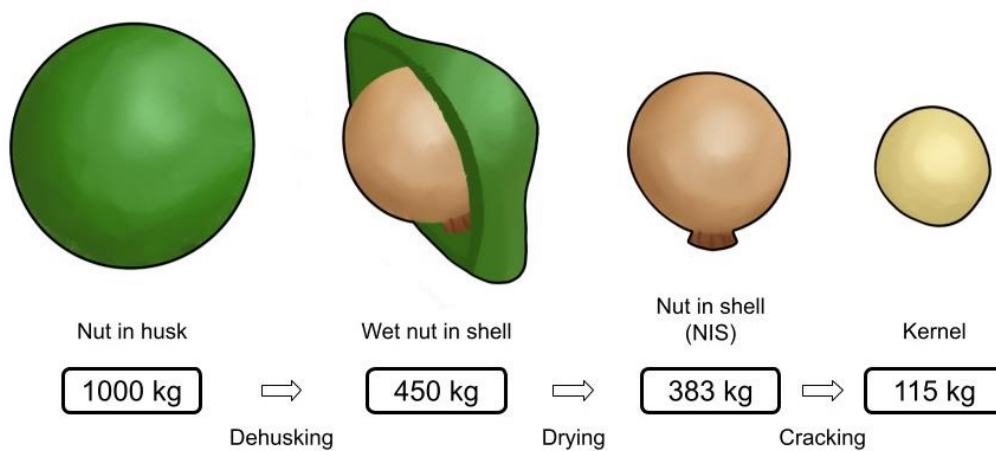 Nut in husk
Wet nut in shell
Nut in shell
(NIS)
Kernel
1000 kg
450 kg
383 kg
115 kg
Dehusking
Drying
Cracking